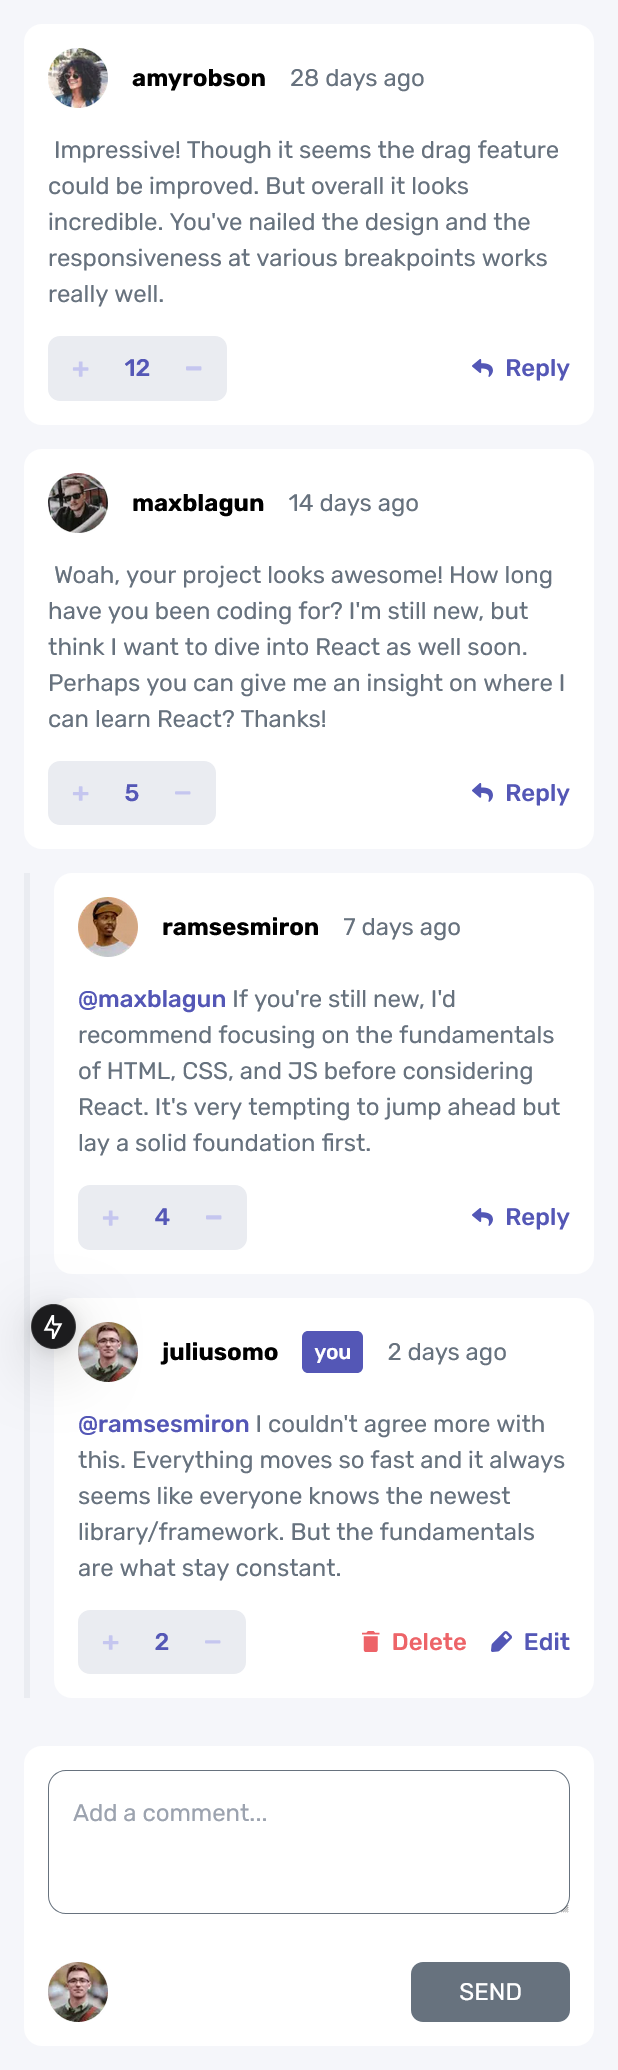 amyrobson 28 days ago
Impressive! Though it seems the drag feature
could be improved. But overall it looks
incredible. You've nailed the design and the
responsiveness at various breakpoints works
really well.
+ 12 − Reply
maxblagun 14 days ago
Woah, your project looks awesome! How long
have you been coding for? I'm still new, but
think I want to dive into React as well soon.
Perhaps you can give me an insight on where I
can learn React? Thanks!
+ 5 − Reply
ramsesmiron 7 days ago
@maxblagun If you're still new, I'd
recommend focusing on the fundamentals
of HTML, CSS, and JS before considering
React. It's very tempting to jump ahead but
lay a solid foundation first.
+ 4 − Reply
juliusomo you 2 days ago
@ramsesmiron I couldn't agree more with
this. Everything moves so fast and it always
seems like everyone knows the newest
library/framework. But the fundamentals
are what stay constant.
+ 2 − Delete Edit
Add a comment...
SEND